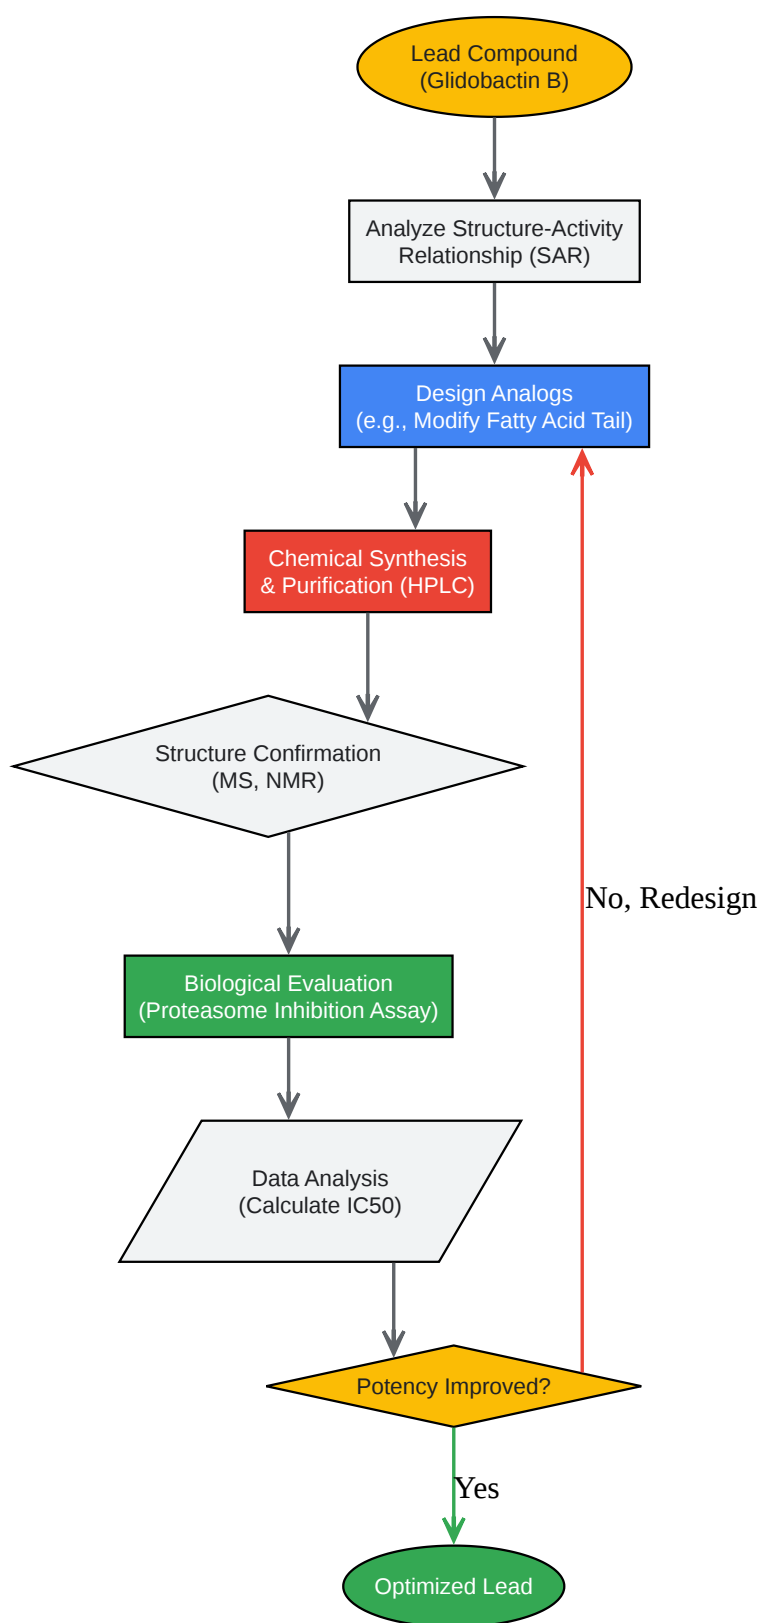 Lead Compound
(Glidobactin B)
Analyze Structure-Activity
Relationship (SAR)
Design Analogs
(e.g., Modify Fatty Acid Tail)
Chemical Synthesis
& Purification (HPLC)
Structure Confirmation
(MS, NMR)
No, Redesign
Biological Evaluation
(Proteasome Inhibition Assay)
Data Analysis
(Calculate IC50)
Potency Improved?
Yes
Optimized Lead